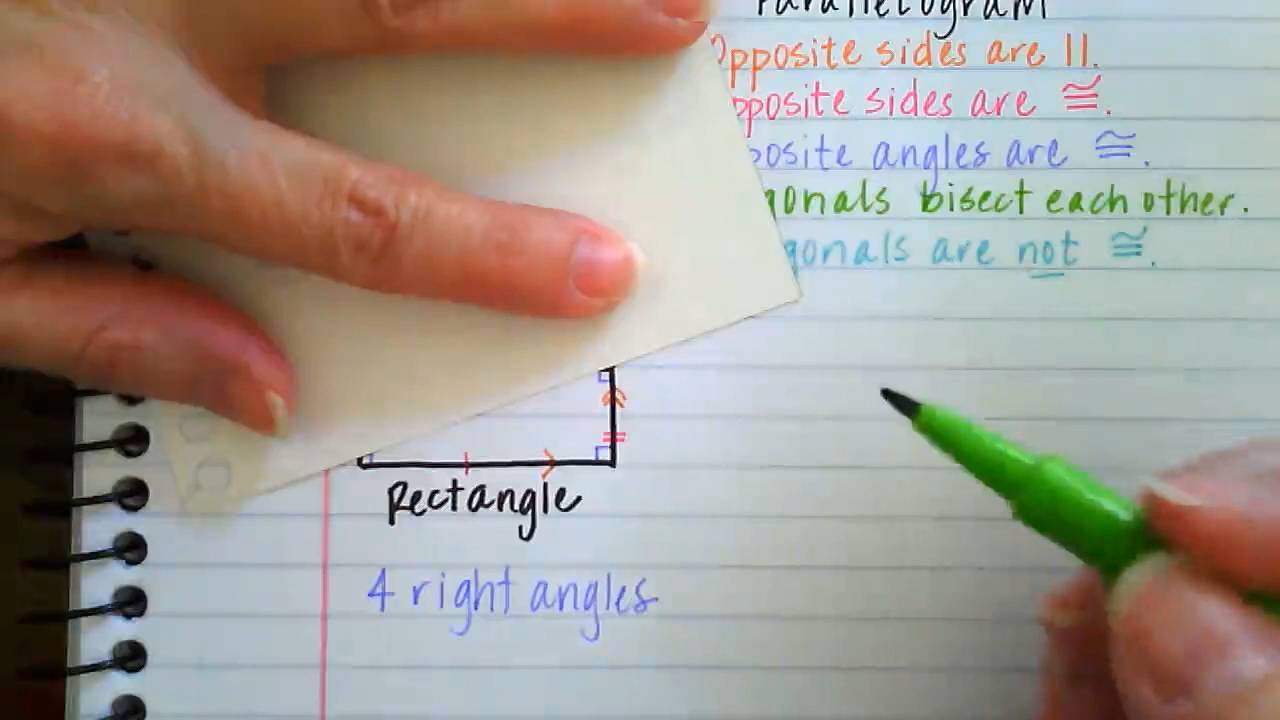 Parallelogram
Opposite sides are ||.
opposite sides are ≅.
posite angles are ≅.
gonals bisect each other.
gonals are not ≅.
Rectangle
4 right angles